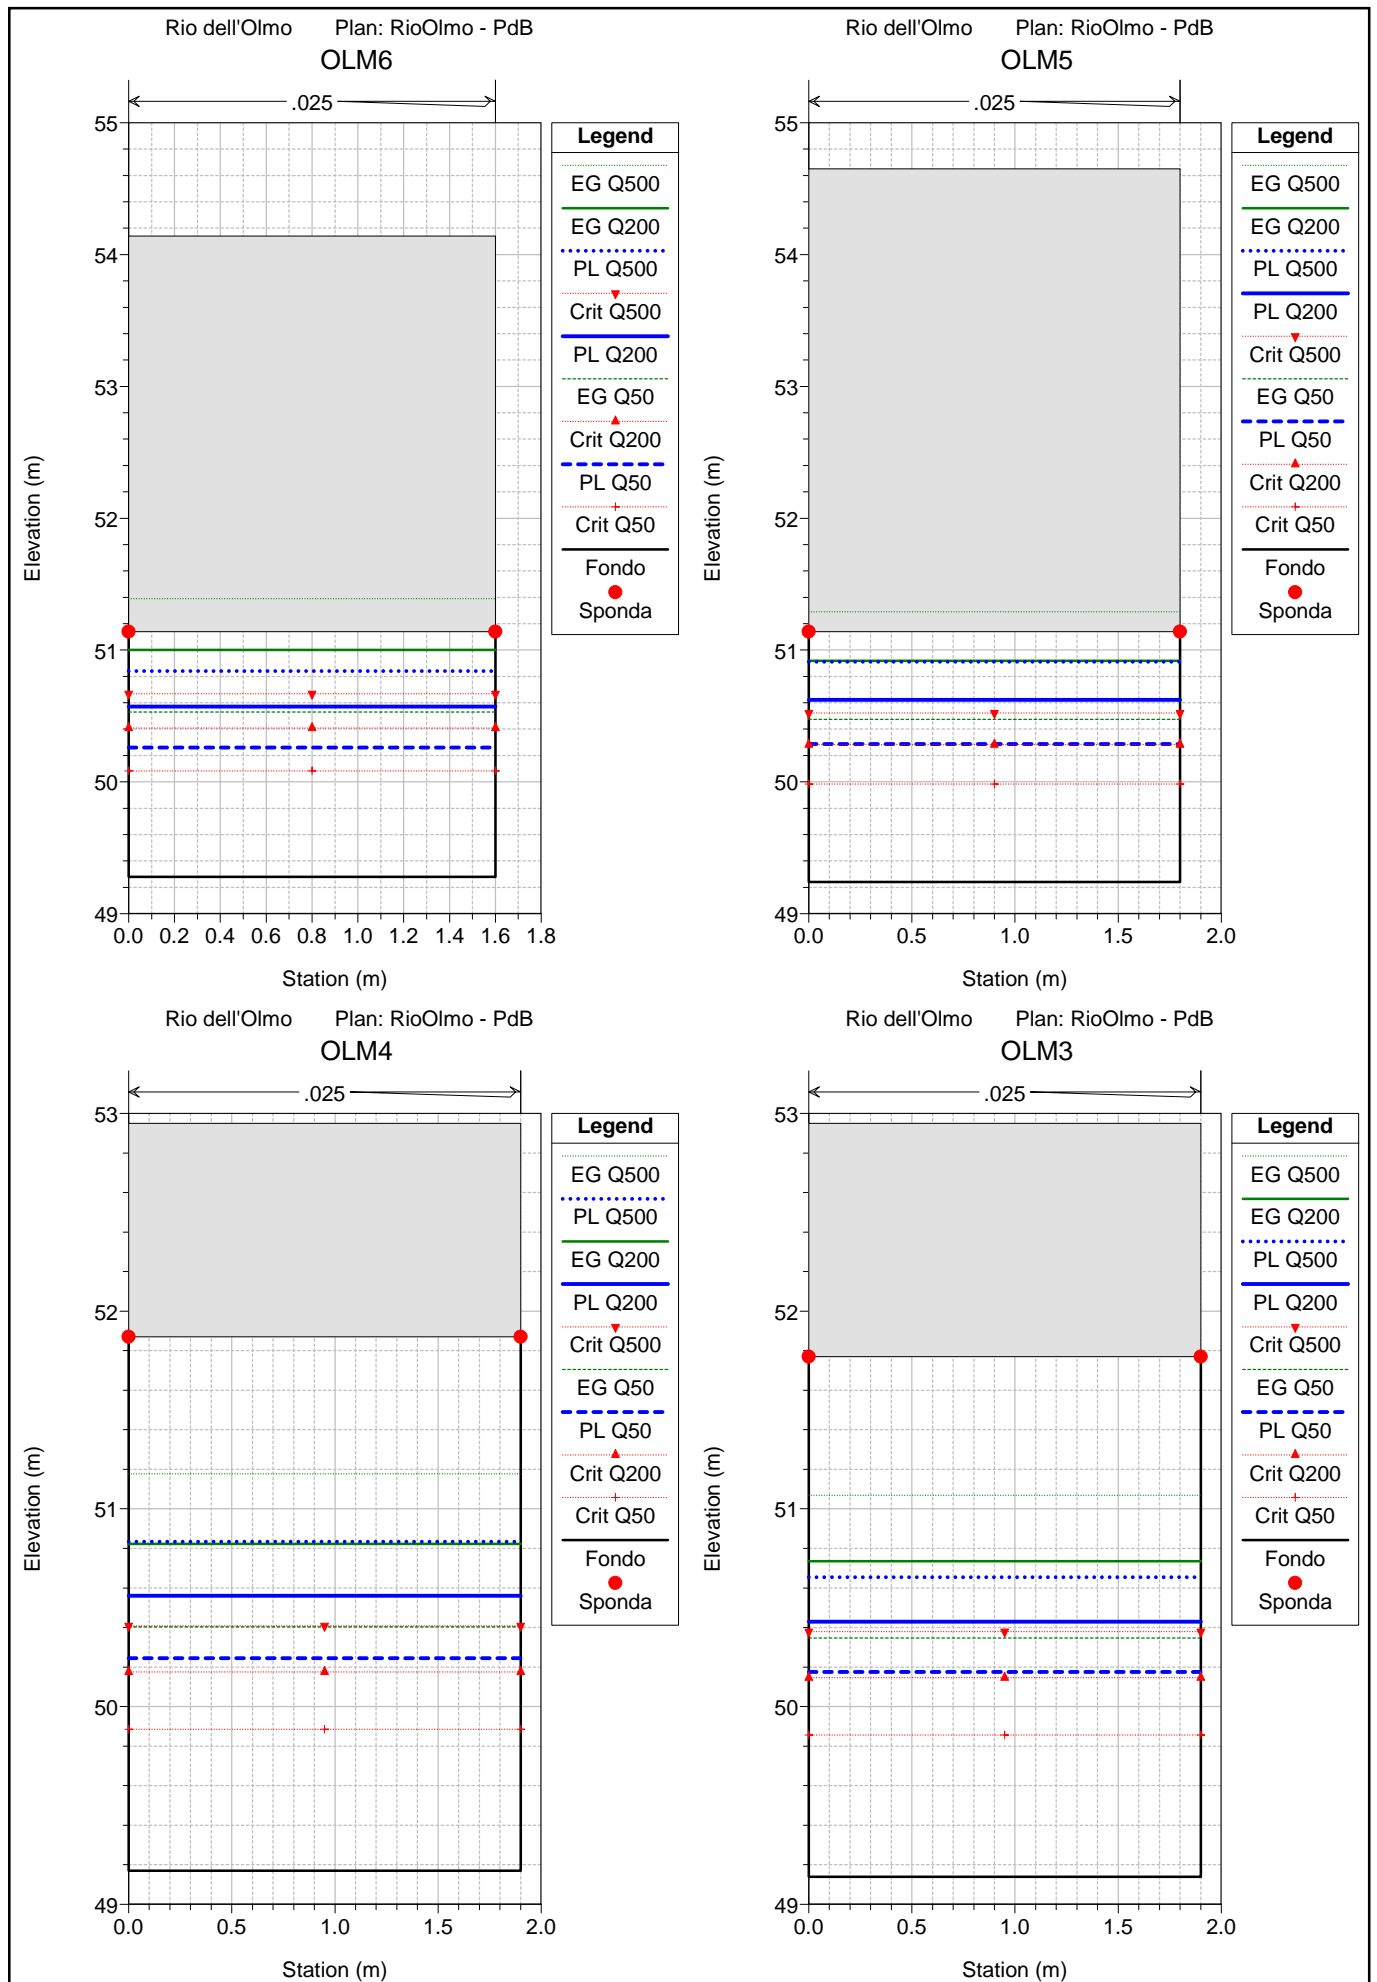 Rio dell'Olmo Plan: RioOlmo - PdB
OLM6
.025
55
54
53
52
51
50
49
Elevation (m)
0.0 0.2 0.4 0.6 0.8 1.0 1.2 1.4 1.6 1.8
Station (m)
Legend
EG Q500
EG Q200
PL Q500
Crit Q500
PL Q200
EG Q50
Crit Q200
PL Q50
Crit Q50
Fondo
Sponda
Rio dell'Olmo Plan: RioOlmo - PdB
OLM5
.025
55
54
53
52
51
50
49
Elevation (m)
0.0 0.5 1.0 1.5 2.0
Station (m)
Legend
EG Q500
EG Q200
PL Q500
PL Q200
Crit Q500
EG Q50
PL Q50
Crit Q200
Crit Q50
Fondo
Sponda
Rio dell'Olmo Plan: RioOlmo - PdB
OLM4
.025
53
52
51
50
49
Elevation (m)
0.0 0.5 1.0 1.5 2.0
Station (m)
Legend
EG Q500
PL Q500
EG Q200
PL Q200
Crit Q500
EG Q50
PL Q50
Crit Q200
Crit Q50
Fondo
Sponda
Rio dell'Olmo Plan: RioOlmo - PdB
OLM3
.025
53
52
51
50
49
Elevation (m)
0.0 0.5 1.0 1.5 2.0
Station (m)
Legend
EG Q500
EG Q200
PL Q500
PL Q200
Crit Q500
EG Q50
PL Q50
Crit Q200
Crit Q50
Fondo
Sponda